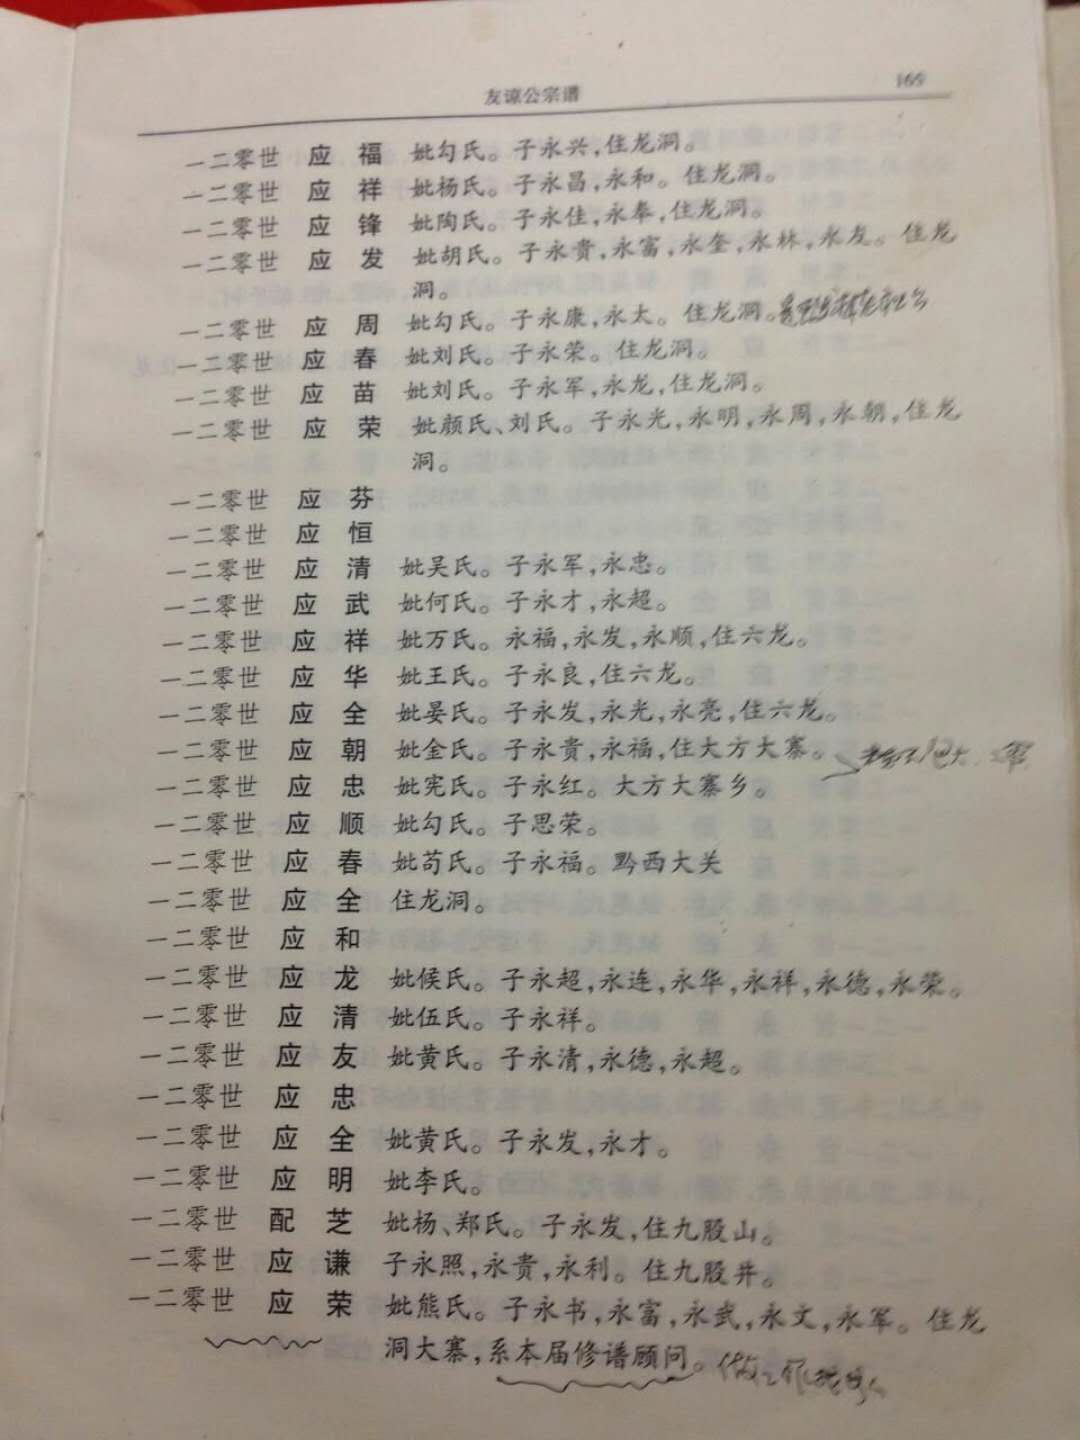 友谅公宗谱 169
一二零世 应 福 妣勾氏。子永兴,住龙洞。
一二零世 应 祥 妣杨氏。子永昌,永和。住龙洞。
一二零世 应 锋 妣陶氏。子永佳,永奉,住龙洞。
一二零世 应 发 妣胡氏。子永贵,永富,永奎,永林,永友。住龙
洞。
一二零世 应 周 妣勾氏。子永康,永太。住龙洞。
一二零世 应 春 妣刘氏。子永荣。住龙洞。
一二零世 应 苗 妣刘氏。子永军,永龙,住龙洞。
一二零世 应 荣 妣颜氏、刘氏。子永光,永明,永周,永朝,住龙
洞。
一二零世 应 芬
一二零世 应 恒
一二零世 应 清 妣吴氏。子永军,永忠。
一二零世 应 武 妣何氏。子永才,永超。
一二零世 应 祥 妣万氏。永福,永发,永顺,住六龙。
一二零世 应 华 妣王氏。子永良,住六龙。
一二零世 应 全 妣晏氏。子永发,永光,永亮,住六龙。
一二零世 应 朝 妣金氏。子永贵,永福,住大方大寨。
一二零世 应 忠 妣宪氏。子永红。大方大寨乡。
一二零世 应 顺 妣勾氏。子思荣。
一二零世 应 春 妣苟氏。子永福。黔西大关
一二零世 应 全 住龙洞。
一二零世 应 和
一二零世 应 龙 妣候氏。子永超,永连,永华,永祥,永德,永荣。
一二零世 应 清 妣伍氏。子永祥。
一二零世 应 友 妣黄氏。子永清,永德,永超。
一二零世 应 忠
一二零世 应 全 妣黄氏。子永发,永才。
一二零世 应 明 妣李氏。
一二零世 配 芝 妣杨、郑氏。子永发,住九股山。
一二零世 应 谦 子永照,永贵,永利。住九股井。
一二零世 应 荣 妣熊氏。子永书,永富,永武,永文,永军。住龙
洞大寨,系本届修谱顾问。